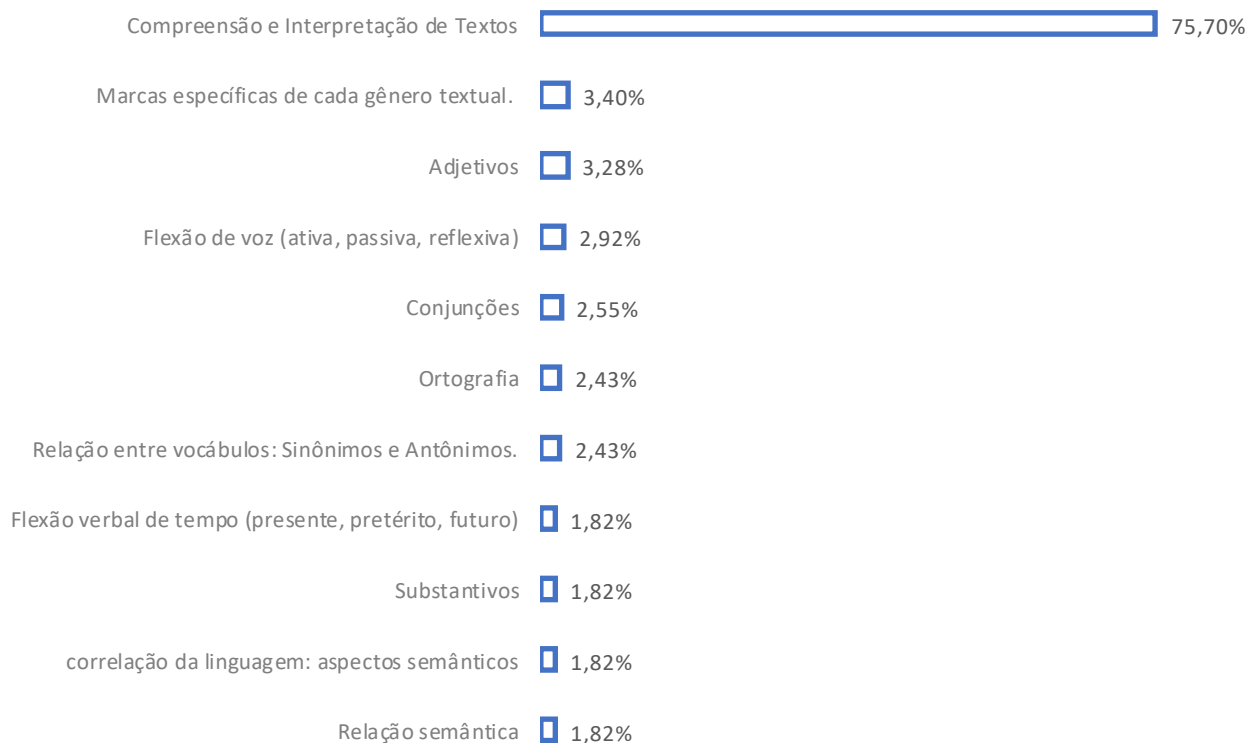 Compreensão e Interpretação de Textos 75,70%
Marcas específicas de cada gênero textual. 3,40%
Adjetivos 3,28%
Flexão de voz (ativa, passiva, reflexiva) 2,92%
Conjunções 2,55%
Ortografia 2,43%
Relação entre vocábulos: Sinônimos e Antônimos. 2,43%
Flexão verbal de tempo (presente, pretérito, futuro) 1,82%
Substantivos 1,82%
correlação da linguagem: aspectos semânticos 1,82%
Relação semântica 1,82%